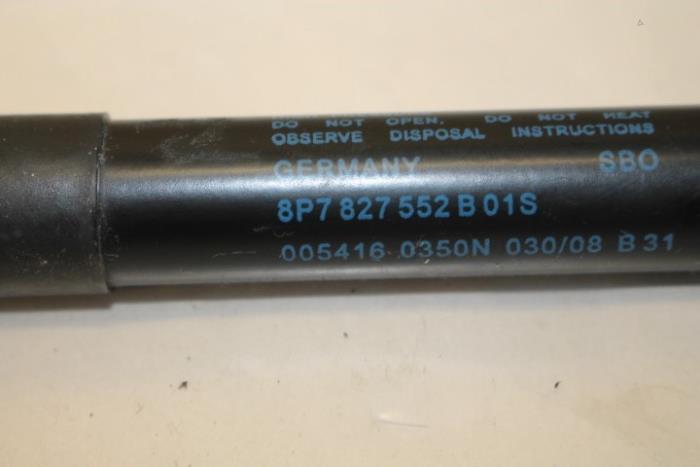 DO NOT OPEN. DO NOT HEAT
OBSERVE DISPOSAL INSTRUCTIONS
GERMANY SBO
8P7 827 552 B 01S
005416 0350N 030/08 B 31